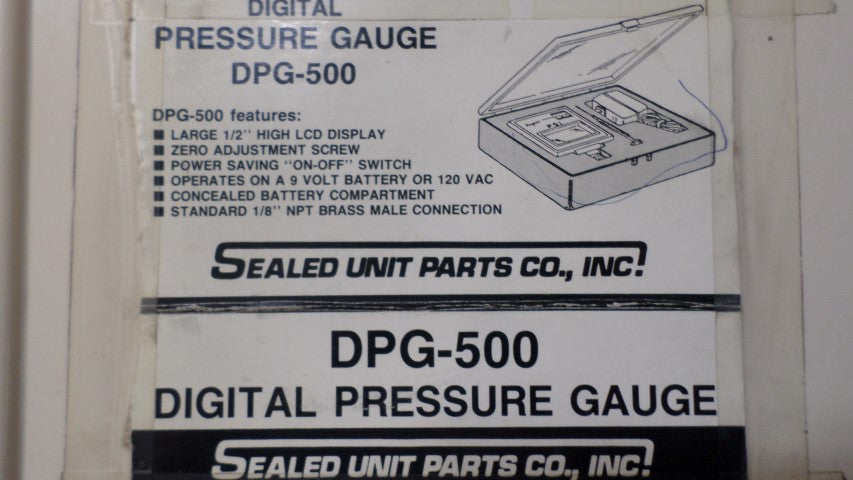 DIGITAL
PRESSURE GAUGE
DPG-500
DPG-500 features:
■ LARGE 1/2'' HIGH LCD DISPLAY
■ ZERO ADJUSTMENT SCREW
■ POWER SAVING "ON-OFF" SWITCH
■ OPERATES ON A 9 VOLT BATTERY OR 120 VAC
■ CONCEALED BATTERY COMPARTMENT
■ STANDARD 1/8'' NPT BRASS MALE CONNECTION
SEALED UNIT PARTS CO., INC!
DPG-500
DIGITAL PRESSURE GAUGE
SEALED UNIT PARTS CO., INC!